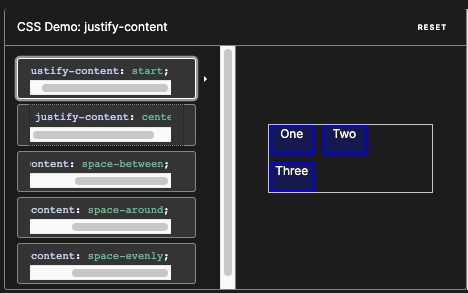 CSS Demo: justify-content
RESET
ustify-content: start;
justify-content: cente
ontent: space-between;
content: space-around;
content: space-evenly;
One
Two
Three